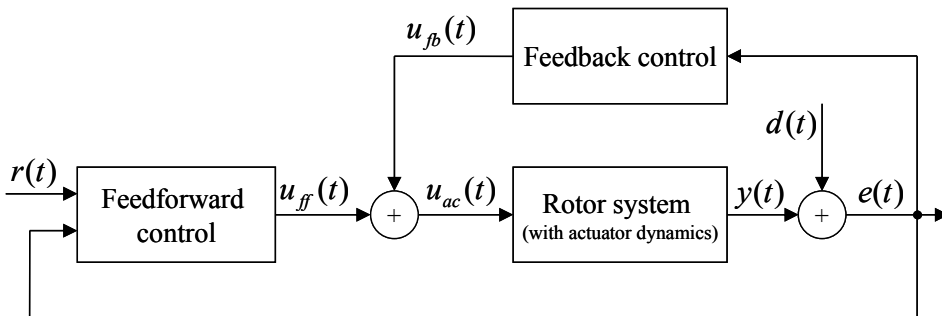 u_fb(t)
Feedback control
d(t)
r(t)
Feedforward
control
u_ff(t)
+
u_ac(t)
Rotor system
(with actuator dynamics)
y(t)
+
e(t)